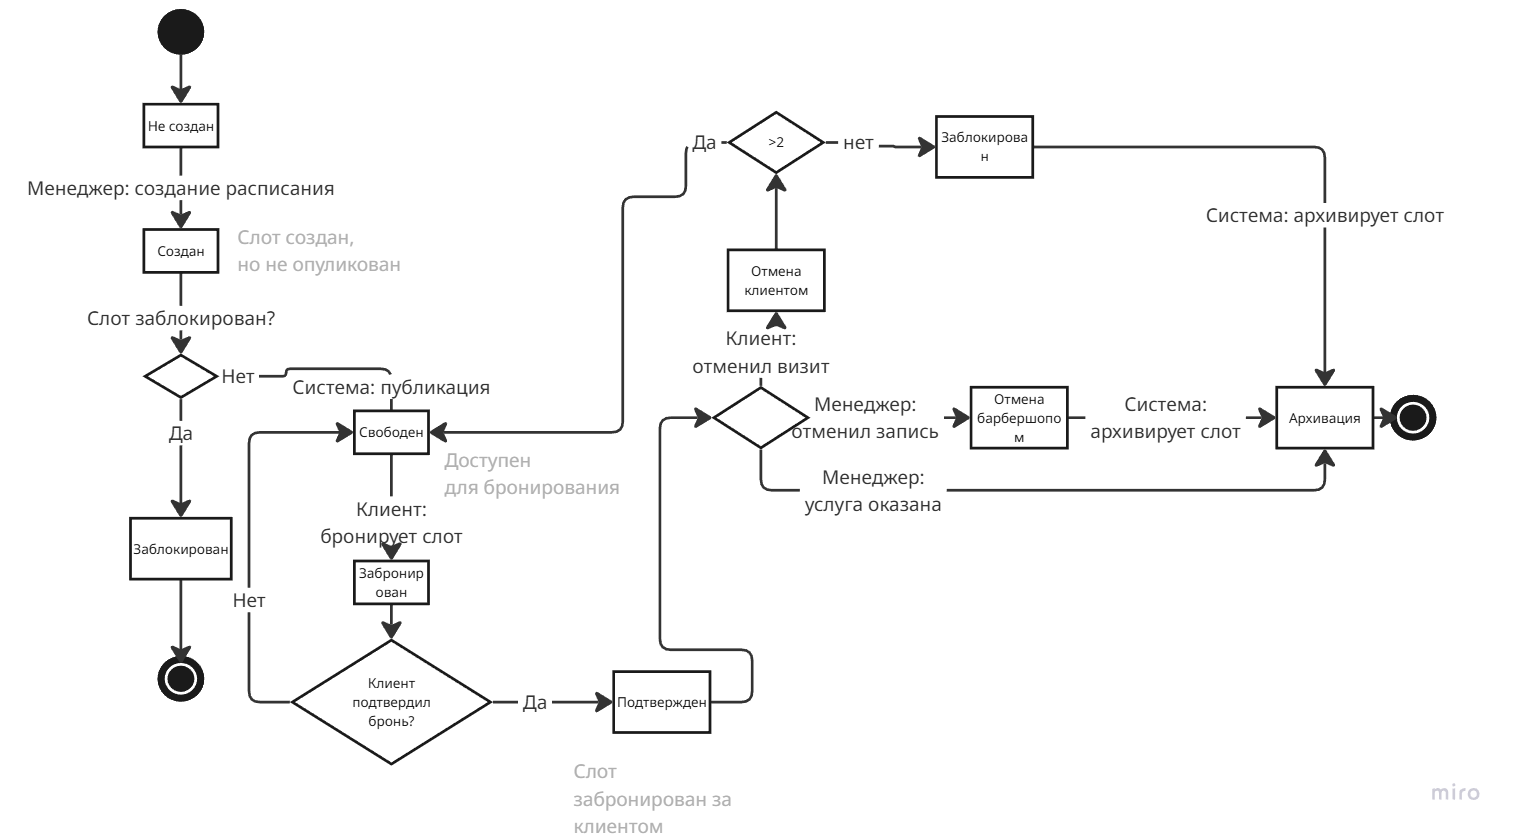 Не создан
Менеджер: создание расписания
Создан
Слот создан,
но не опуликован
Слот заблокирован?
Нет
Система: публикация
Да
Свободен
Доступен
для бронирования
Клиент:
бронирует слот
Заблокирован
Заброниp
ован
Нет
Клиент
подтвердил
бронь?
Да
Подтвержден
Слот
забронирован за
клиентом
Да
>2
нет
Заблокирова
н
Система: архивирует слот
Отмена
клиентом
Клиент:
отменил визит
Менеджер:
отменил запись
Отмена
барбершопо
м
Система:
архивирует слот
Архивация
Менеджер:
услуга оказана
miro